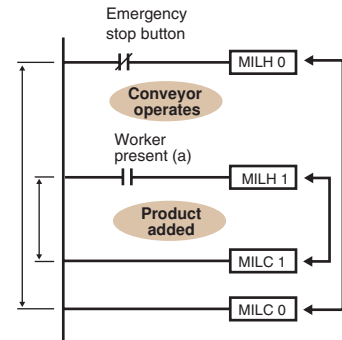 Emergency
stop button
MILH 0
Conveyor
operates
Worker
present (a)
MILH 1
Product
added
MILC 1
MILC 0